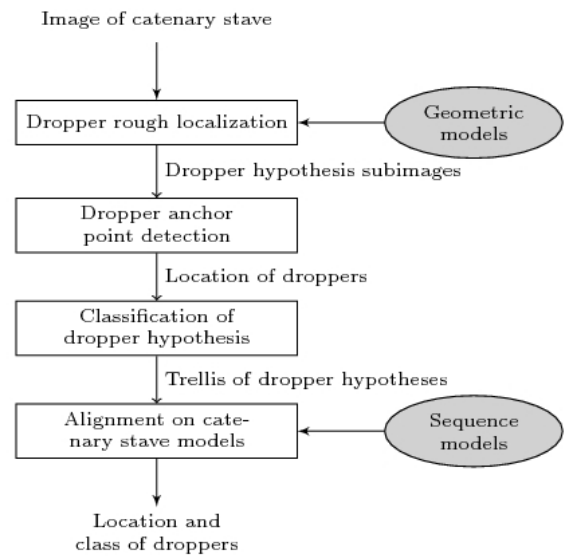 Image of catenary stave
Dropper rough localization
Geometric
models
Dropper hypothesis subimages
Dropper anchor
point detection
Location of droppers
Classification of
dropper hypothesis
Trellis of dropper hypotheses
Alignment on cate-
nary stave models
Sequence
models
Location and
class of droppers